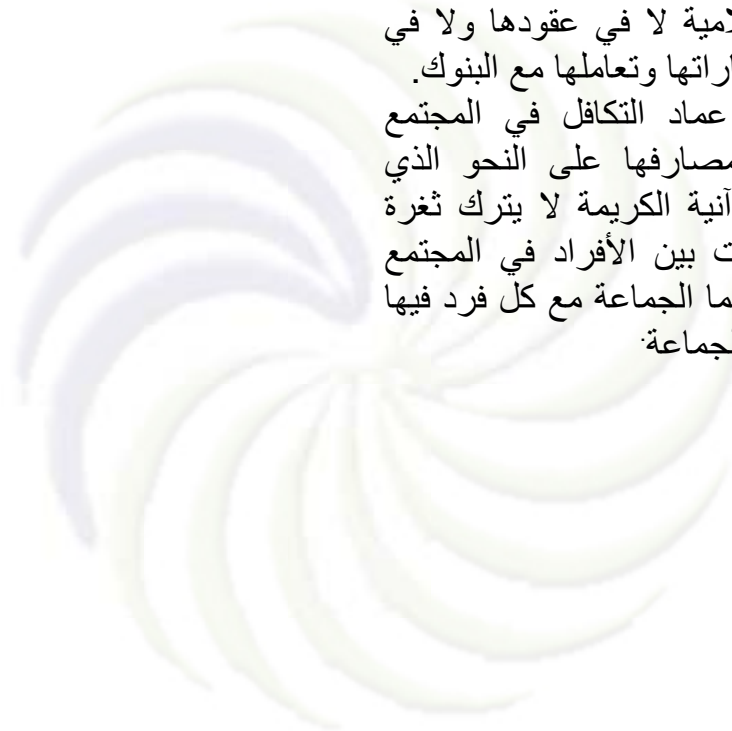 لامية لا في عقودها ولا في
اراتها وتعاملها مع البنوك.
عماد التكافل في المجتمع
مصارفها على النحو الذي
آنية الكريمة لا يترك ثغرة
ت بين الأفراد في المجتمع
ما الجماعة مع كل فرد فيها
لجماعة.